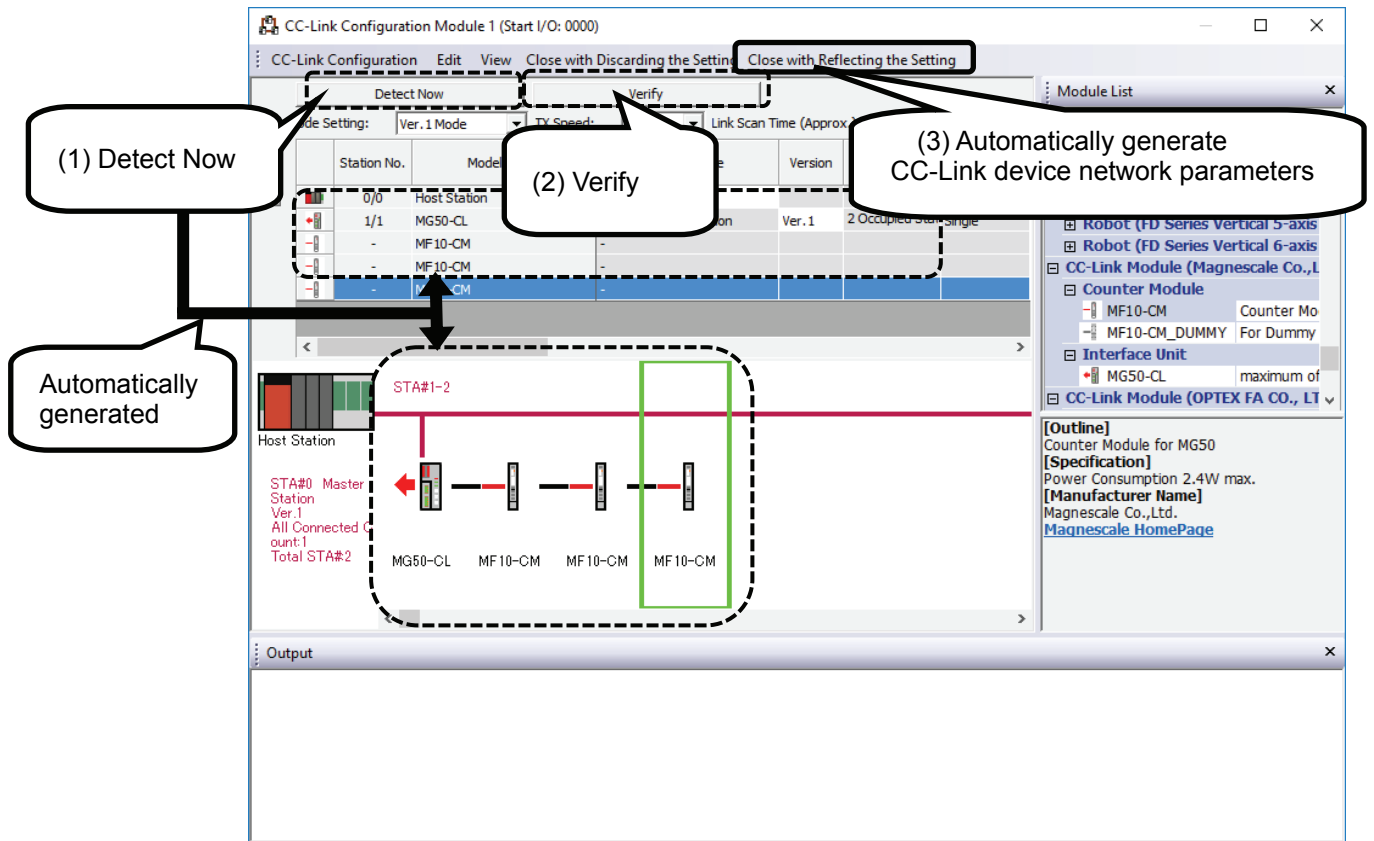 CC-Link Configuration Module 1 (Start I/O: 0000)
CC-Link Configuration Edit View Close with Discarding the Setting Close with Reflecting the Setting
Detect Now Verify
Module List
Setting: Ver.1 Mode TX Speed: Link Scan Time (Approx.)
(1) Detect Now
(2) Verify
(3) Automatically generate
CC-Link device network parameters
Station No. Model Version
0/0 Host Station
1/1 MG50-CL Ver.1 2 Occupied Single
- MF10-CM -
- MF10-CM -
- -
Robot (FD Series Vertical 5-axis
Robot (FD Series Vertical 6-axis
CC-Link Module (Magnescale Co.,L
Counter Module
MF10-CM Counter Mo
MF10-CM_DUMMY For Dummy
Interface Unit
MG50-CL maximum of
CC-Link Module (OPTEX FA CO., LT
Automatically
generated
STA#1-2
Host Station
STA#0 Master
Station
Ver.1
All Connected C
ount:1
Total STA#2
MG50-CL MF10-CM MF10-CM MF10-CM
[Outline]
Counter Module for MG50
[Specification]
Power Consumption 2.4W max.
[Manufacturer Name]
Magnescale Co.,Ltd.
Magnescale HomePage
Output